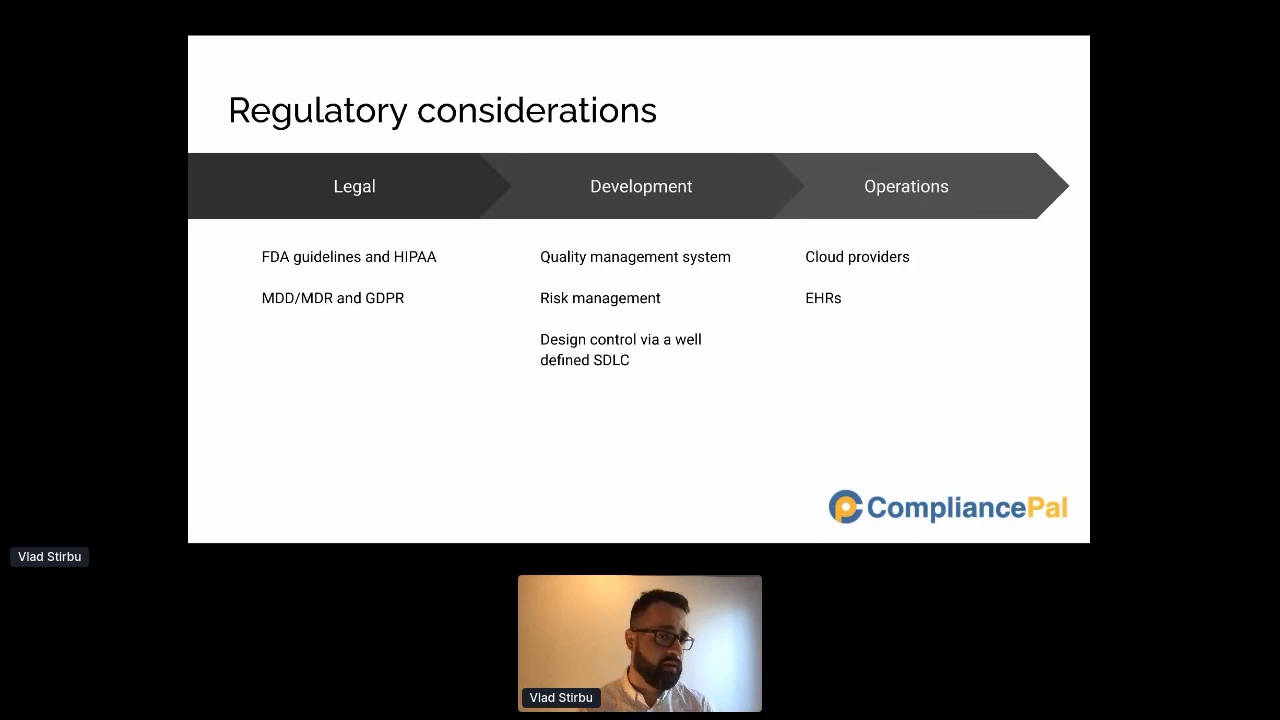 Regulatory considerations
Legal
Development
Operations
FDA guidelines and HIPAA
MDD/MDR and GDPR
Quality management system
Risk management
Design control via a well
defined SDLC
Cloud providers
EHRs
CompliancePal
Vlad Stirbu
Vlad Stirbu